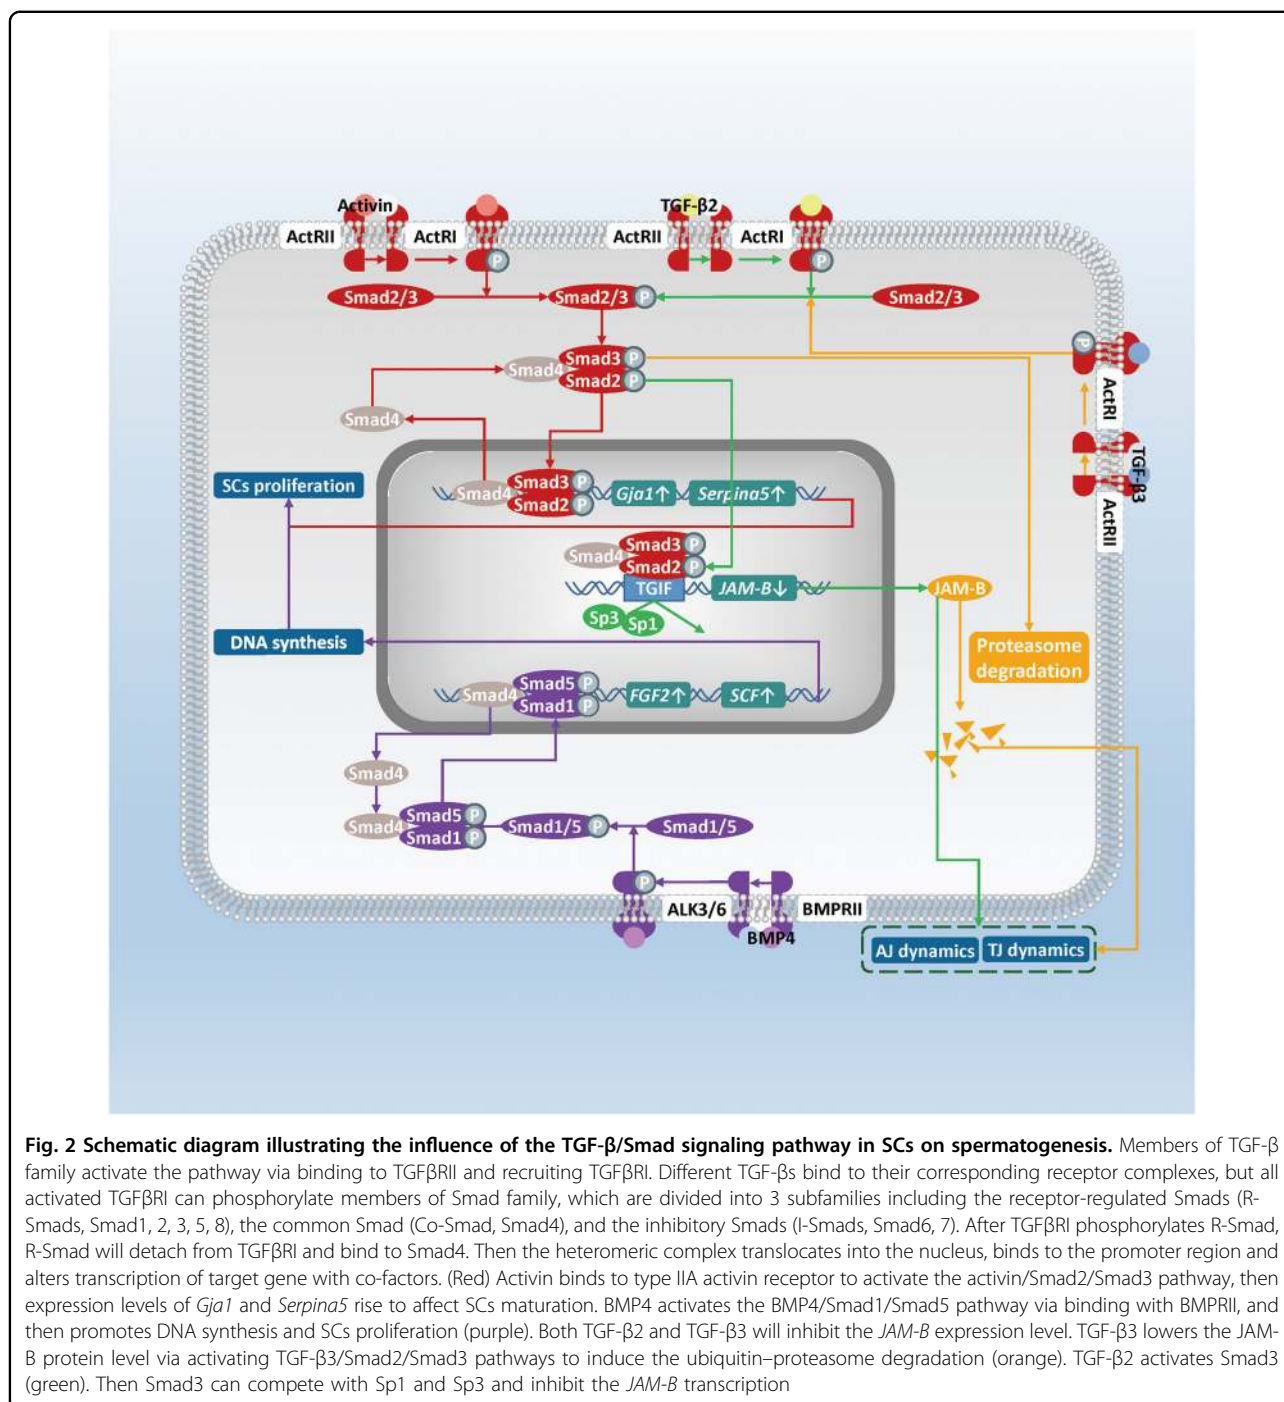 Activin
TGF-β2
ActRII
ActRI
ActRII
ActRI
P
P
Smad2/3
Smad2/3
P
Smad2/3
P
Smad3
P
Smad4
Smad2
P
ActRI
Smad4
TGF-β3
SCs proliferation
Smad3
P
Smad4
Gja1↑
Serpina5↑
Smad2
P
ActRII
Smad3
P
Smad4
Smad2
P
TGIF
JAM-B↓
JAM-B
Sp3
Sp1
DNA synthesis
Proteasome
degradation
Smad5
P
Smad4
FGF2↑
SCF↑
Smad1
P
Smad4
Smad5
P
Smad4
Smad1
P
Smad1/5
P
Smad1/5
P
ALK3/6
BMPRII
BMP4
AJ dynamics
TJ dynamics
Fig. 2 Schematic diagram illustrating the influence of the TGF-β/Smad signaling pathway in SCs on spermatogenesis. Members of TGF-β
family activate the pathway via binding to TGFβRII and recruiting TGFβRI. Different TGF-βs bind to their corresponding receptor complexes, but all
activated TGFβRI can phosphorylate members of Smad family, which are divided into 3 subfamilies including the receptor-regulated Smads (R-
Smads, Smad1, 2, 3, 5, 8), the common Smad (Co-Smad, Smad4), and the inhibitory Smads (I-Smads, Smad6, 7). After TGFβRI phosphorylates R-Smad,
R-Smad will detach from TGFβRI and bind to Smad4. Then the heteromeric complex translocates into the nucleus, binds to the promoter region and
alters transcription of target gene with co-factors. (Red) Activin binds to type IIA activin receptor to activate the activin/Smad2/Smad3 pathway, then
expression levels of Gja1 and Serpina5 rise to affect SCs maturation. BMP4 activates the BMP4/Smad1/Smad5 pathway via binding with BMPRII, and
then promotes DNA synthesis and SCs proliferation (purple). Both TGF-β2 and TGF-β3 will inhibit the JAM-B expression level. TGF-β3 lowers the JAM-
B protein level via activating TGF-β3/Smad2/Smad3 pathways to induce the ubiquitin–proteasome degradation (orange). TGF-β2 activates Smad3
(green). Then Smad3 can compete with Sp1 and Sp3 and inhibit the JAM-B transcription